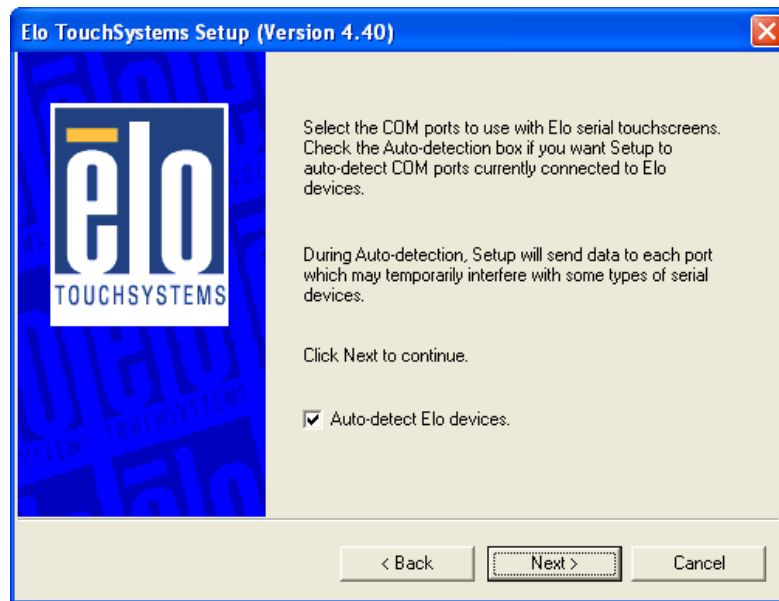 Elo TouchSystems Setup (Version 4.40)
elo
TOUCHSYSTEMS
Select the COM ports to use with Elo serial touchscreens.
Check the Auto-detection box if you want Setup to
auto-detect COM ports currently connected to Elo
devices.
During Auto-detection, Setup will send data to each port
which may temporarily interfere with some types of serial
devices.
Click Next to continue.
Auto-detect Elo devices.
< Back
Next >
Cancel